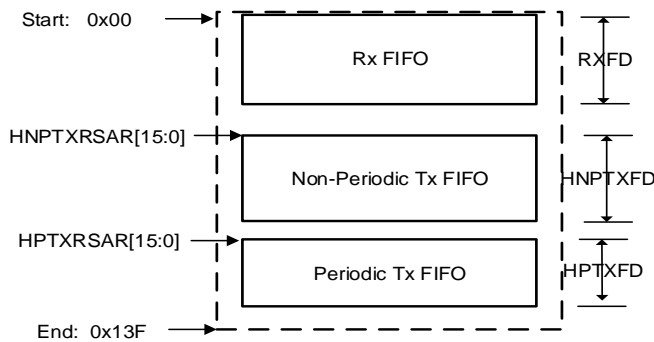 Start: 0x00
Rx FIFO
RXFD
HNPTXRSAR[15:0]
Non-Periodic Tx FIFO
HNPTXFD
HPTXRSAR[15:0]
Periodic Tx FIFO
HPTXFD
End: 0x13F